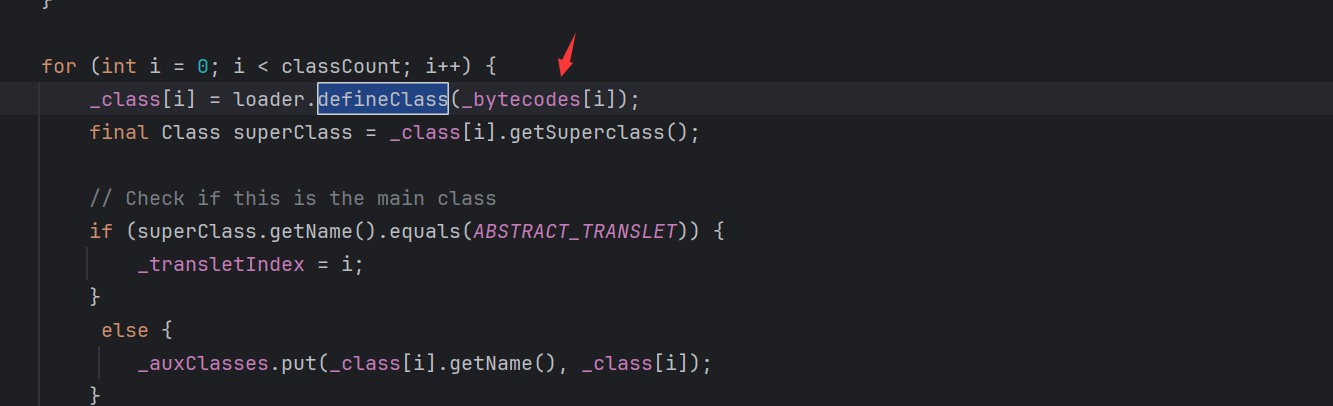 }
for (int i = 0; i < classCount; i++) {
_class[i] = loader.defineClass(_bytecodes[i]);
final Class superClass = _class[i].getSuperclass();
// Check if this is the main class
if (superClass.getName().equals(ABSTRACT_TRANSLET)) {
_transletIndex = i;
}
else {
_auxClasses.put(_class[i].getName(), _class[i]);
}